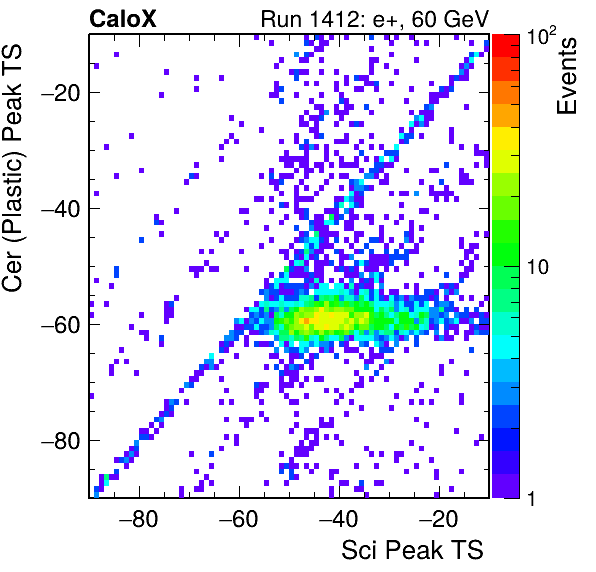 CaloX Run 1412: e+, 60 GeV
Cer (Plastic) Peak TS
−20
−40
−60
−80
−80 −60 −40 −20
Sci Peak TS
10²
10
1
Events